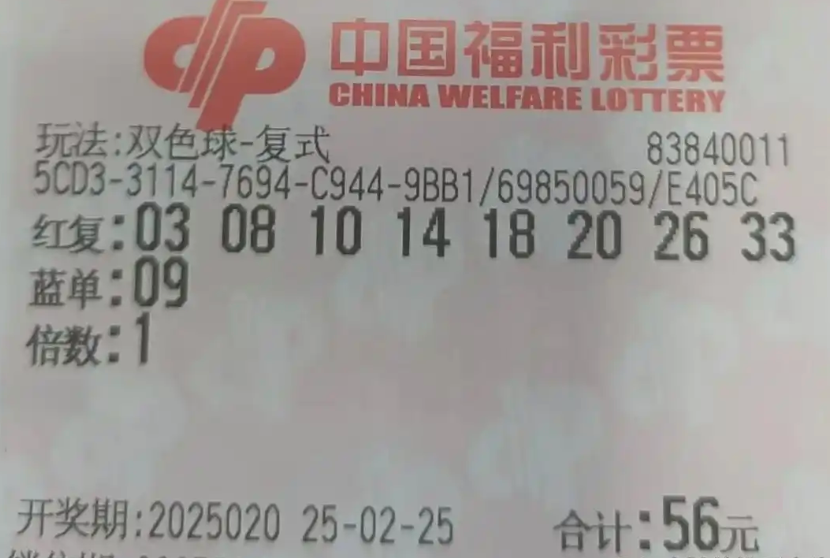 中国福利彩票
CHINA WELFARE LOTTERY
玩法:双色球-复式 83840011
5CD3-3114-7694-C944-9BB1/69850059/E405C
红复:03 08 10 14 18 20 26 33
蓝单:09
倍数:1
开奖期:2025020 25-02-25 合计:56元